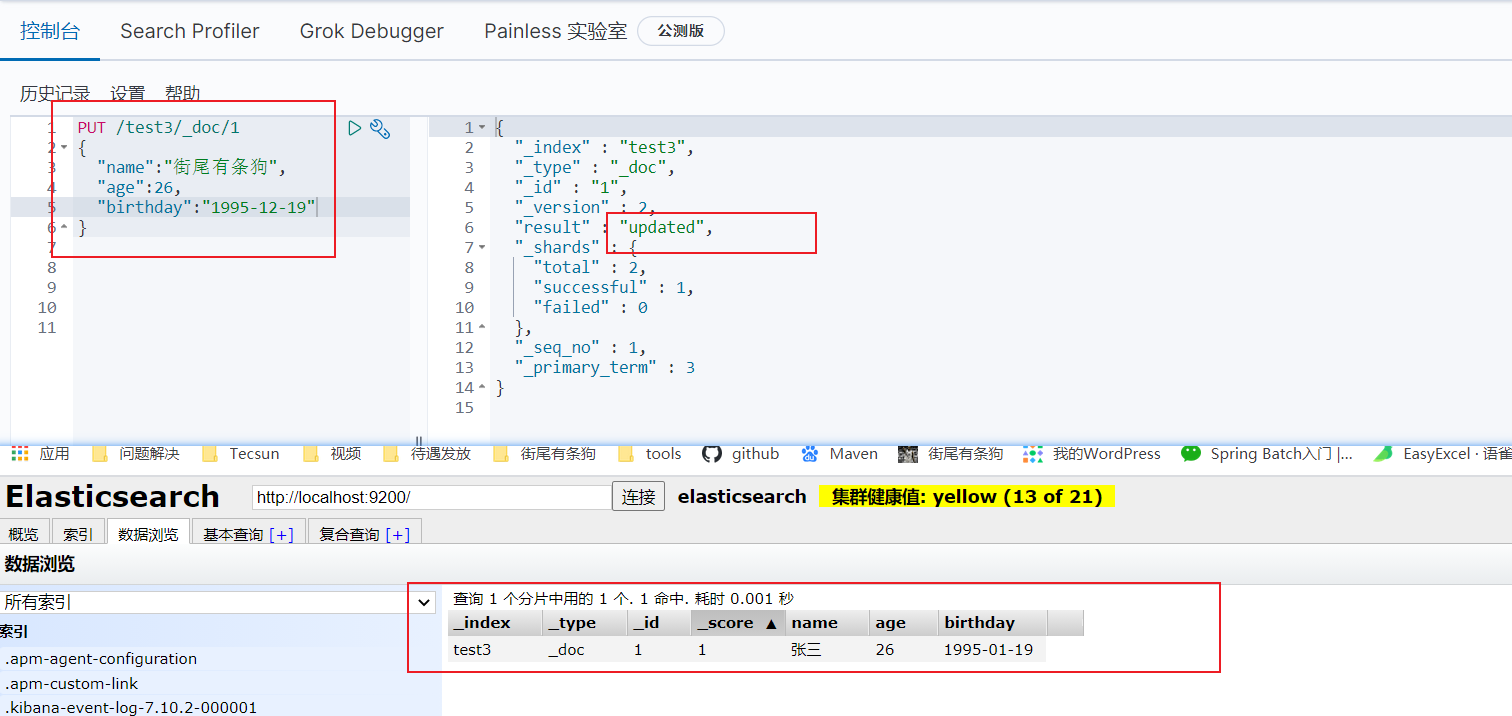 控制台 Search Profiler Grok Debugger Painless 实验室 公测版
历史记录 设置 帮助
1 PUT /test3/_doc/1
2 {
3 "name":"街尾有条狗",
4 "age":26,
5 "birthday":"1995-12-19"
6 }
7
8
9
10
11
1 {
2 "_index" : "test3",
3 "_type" : "_doc",
4 "_id" : "1",
5 "_version" : 2,
6 "result" : "updated",
7 "_shards" : {
8 "total" : 2,
9 "successful" : 1,
10 "failed" : 0
11 },
12 "_seq_no" : 1,
13 "_primary_term" : 3
14 }
15
应用 问题解决 Tecsun 视频 待遇发放 街尾有条狗 tools github Maven 街尾有条狗 我的WordPress Spring Batch入门 |... EasyExcel · 语雀
Elasticsearch http://localhost:9200/ 连接 elasticsearch 集群健康值: yellow (13 of 21)
概览 索引 数据浏览 基本查询 [+] 复合查询 [+]
数据浏览
所有索引
索引
.apm-agent-configuration
.apm-custom-link
.kibana-event-log-7.10.2-000001
查询 1 个分片中用的 1 个. 1 命中. 耗时 0.001 秒
_index _type _id _score ▲ name age birthday
test3 _doc 1 1 张三 26 1995-01-19